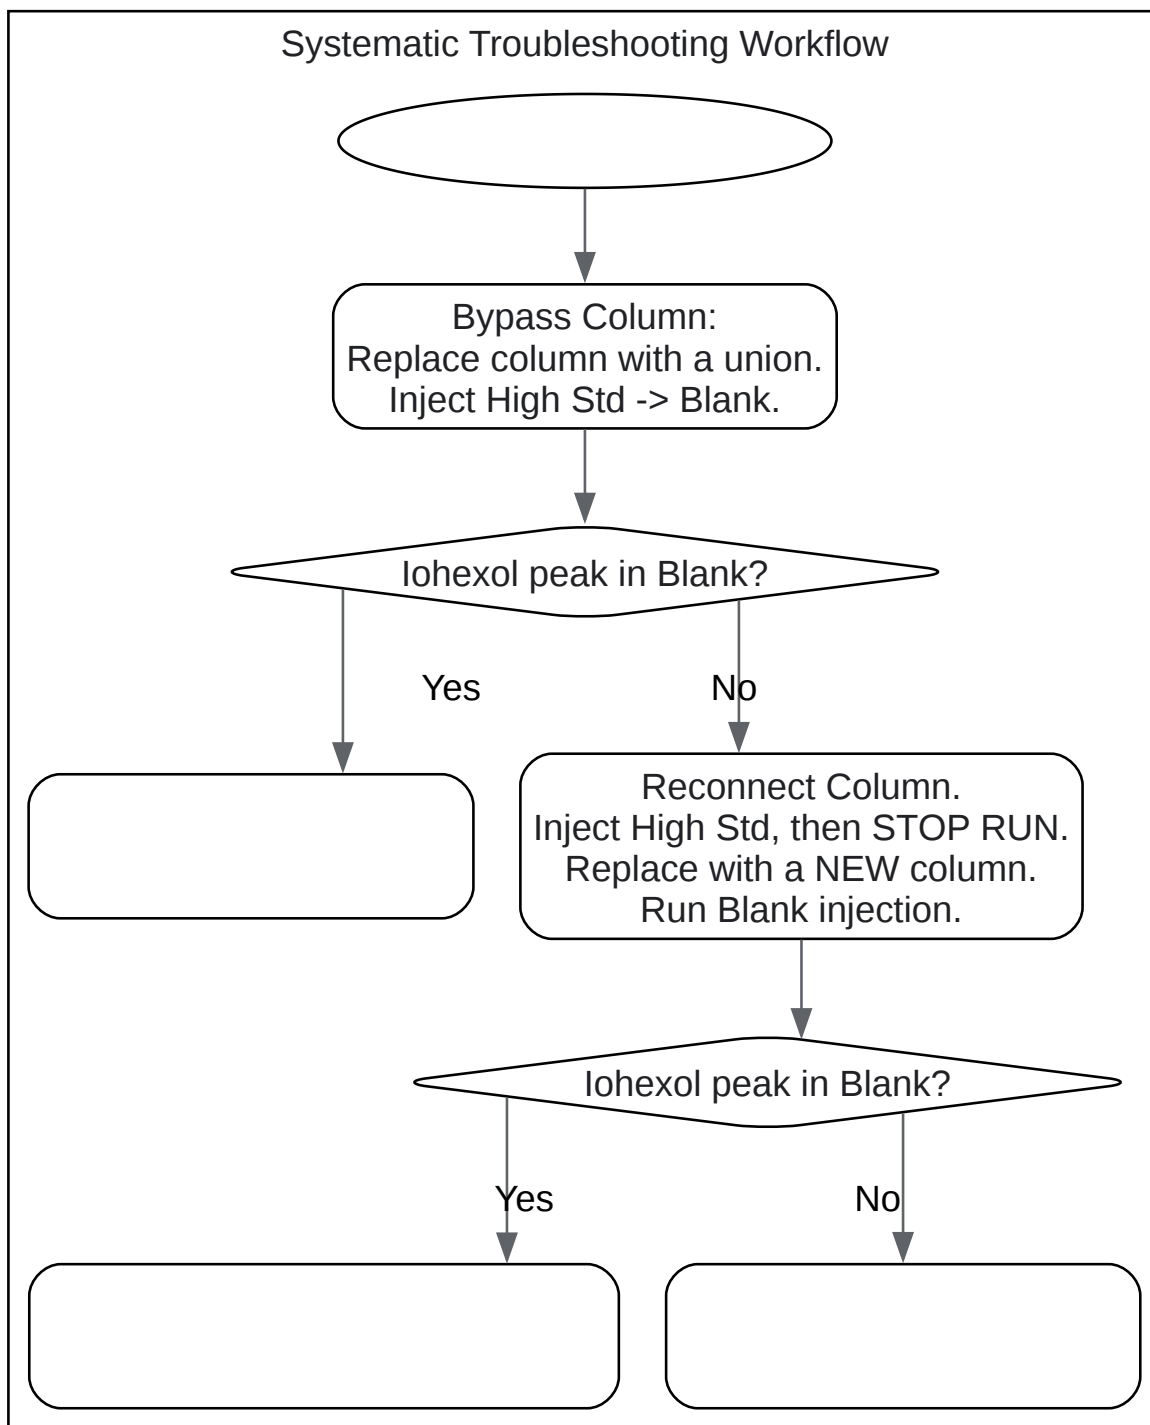 Systematic Troubleshooting Workflow
Bypass Column:
Replace column with a union.
Inject High Std -> Blank.
Iohexol peak in Blank?
Yes
No
Reconnect Column.
Inject High Std, then STOP RUN.
Replace with a NEW column.
Run Blank injection.
Iohexol peak in Blank?
Yes
No